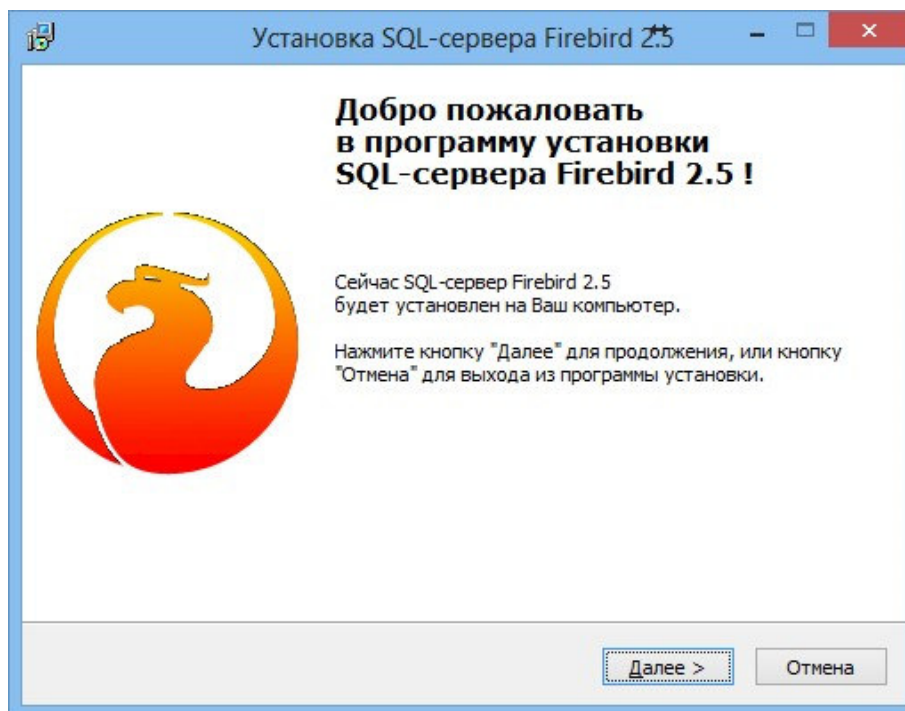 Установка SQL-сервера Firebird 2.5
Добро пожаловать
в программу установки
SQL-сервера Firebird 2.5 !
Сейчас SQL-сервер Firebird 2.5
будет установлен на Ваш компьютер.
Нажмите кнопку "Далее" для продолжения, или кнопку
"Отмена" для выхода из программы установки.
Далее >
Отмена